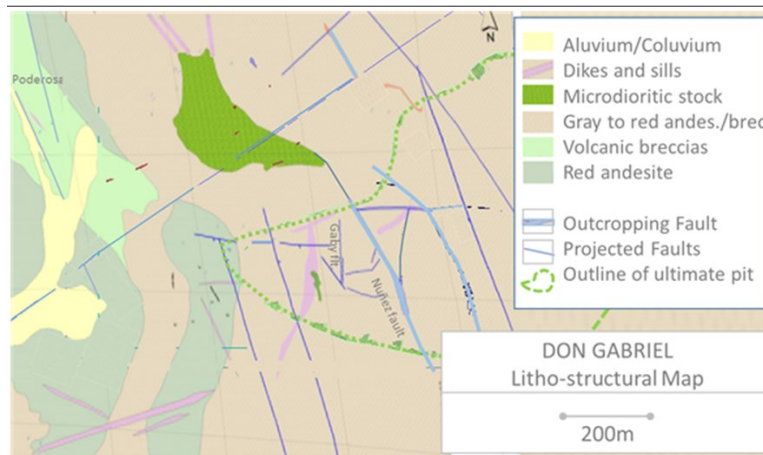 N
Poderosa
Gaby flt
Nuñez fault
Aluvium/Coluvium
Dikes and sills
Microdioritic stock
Gray to red andes./brec
Volcanic breccias
Red andesite
Outcropping Fault
Projected Faults
Outline of ultimate pit
DON GABRIEL
Litho-structural Map
200m